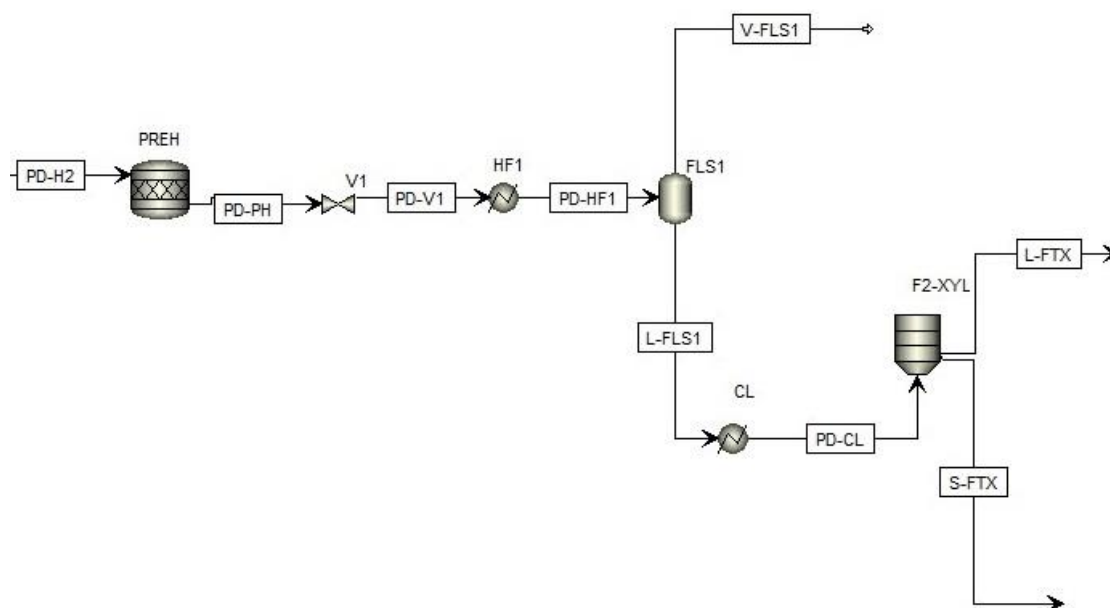 V-FLS1
PREH
PD-H2
PD-PH
V1
PD-V1
HF1
PD-HF1
FLS1
L-FTX
F2-XYL
L-FLS1
CL
PD-CL
S-FTX